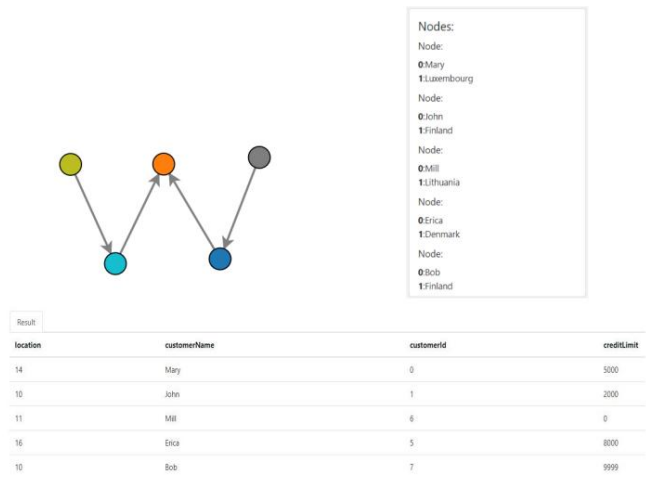 Nodes:
Node:
0:Mary
1:Luxembourg
Node:
0:John
1:Finland
Node:
0:Mill
1:Lithuania
Node:
0:Erica
1:Denmark
Node:
0:Bob
1:Finland
Result
location customerName customerId creditLimit
14 Mary 0 5000
10 John 1 2000
11 Mill 6 0
16 Erica 5 8000
10 Bob 7 9999